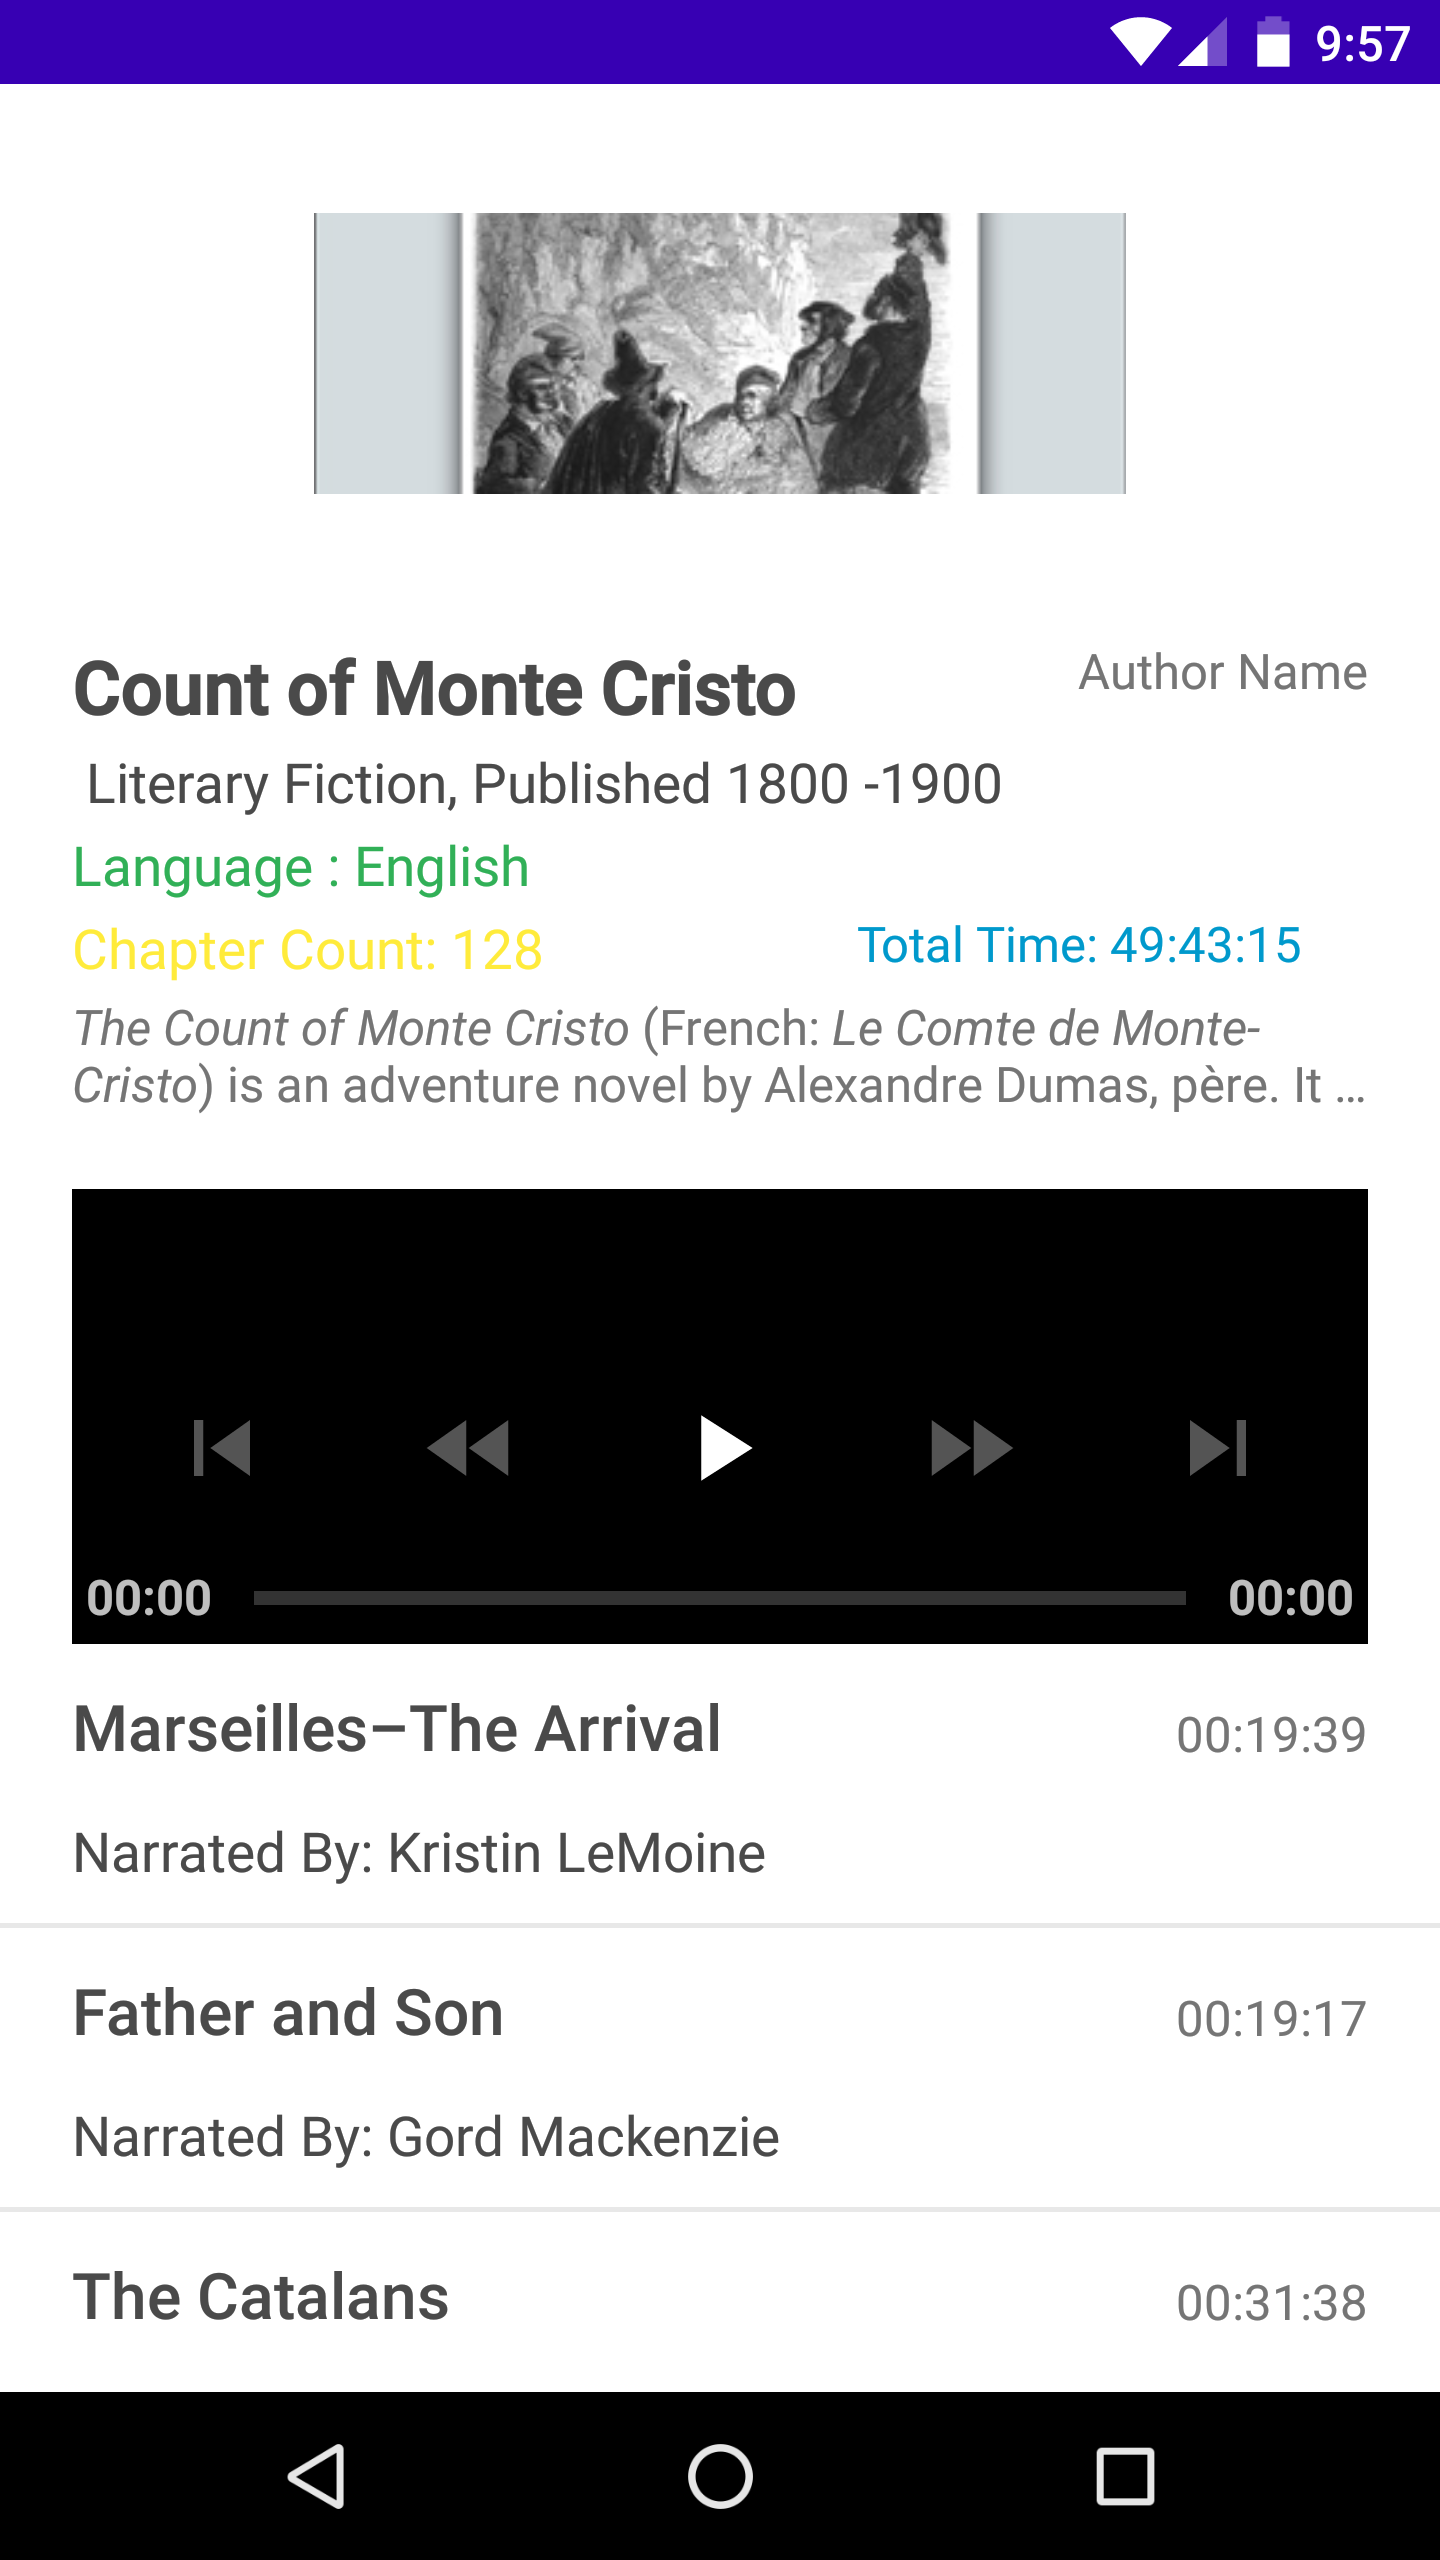 9:57
Count of Monte Cristo
Author Name
Literary Fiction, Published 1800 -1900
Language : English
Chapter Count: 128
Total Time: 49:43:15
The Count of Monte Cristo (French: Le Comte de Monte-
Cristo) is an adventure novel by Alexandre Dumas, père. It ...
00:00
00:00
Marseilles–The Arrival
00:19:39
Narrated By: Kristin LeMoine
Father and Son
00:19:17
Narrated By: Gord Mackenzie
The Catalans
00:31:38